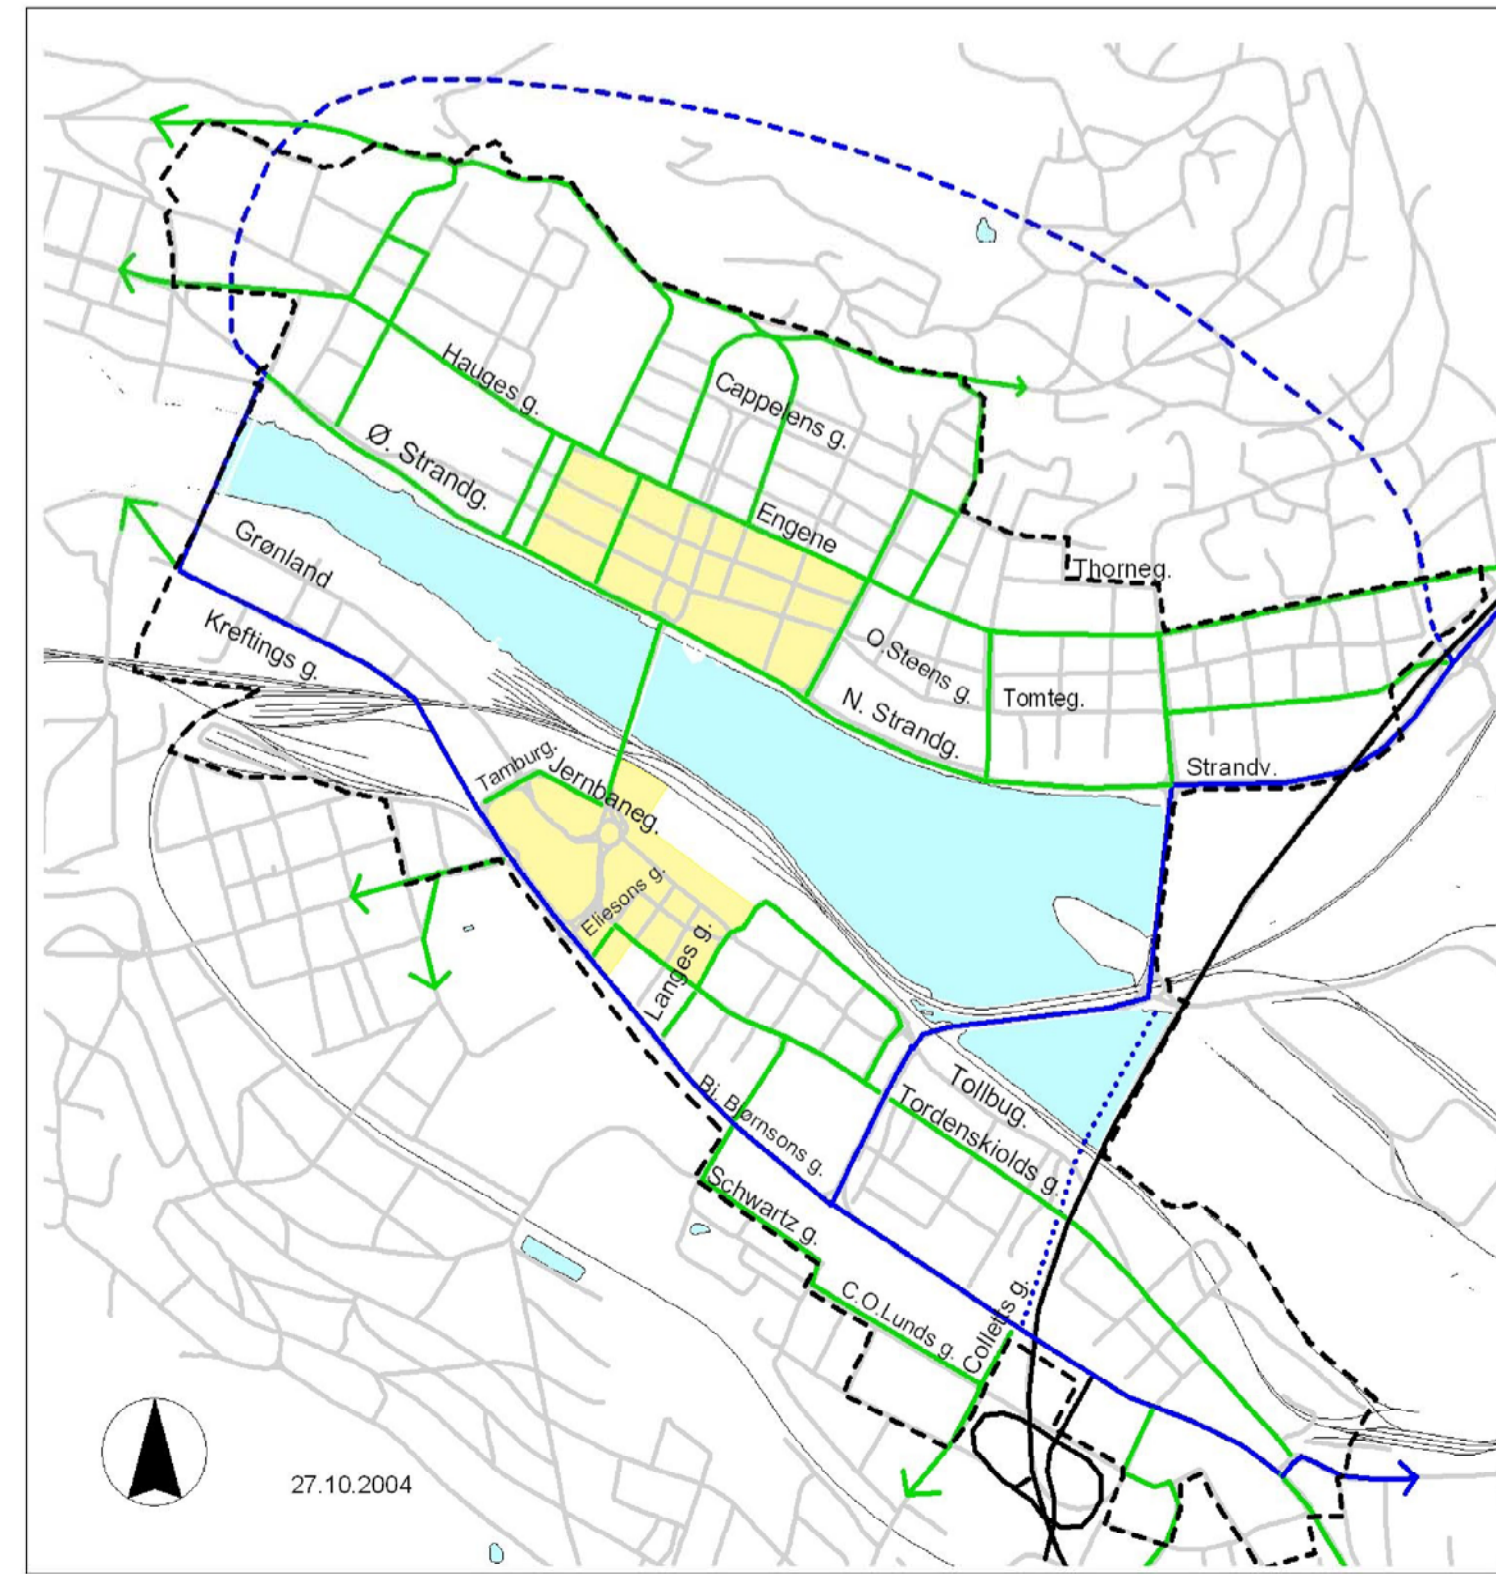 Hauges g.
Cappelens g.
Ø. Strandg.
Engene
Grønland
Thorneg.
Kreftings g.
O.Steens g.
Tomteg.
N. Strandg.
Strandv.
Tamburg.
Jernbaneg.
Eliesons g.
Langes g.
Tollbug.
Bj. Bjørnsons g.
Tordenskiolds g.
Schwartz g.
C.O.Lunds g.
Colletts g.
27.10.2004